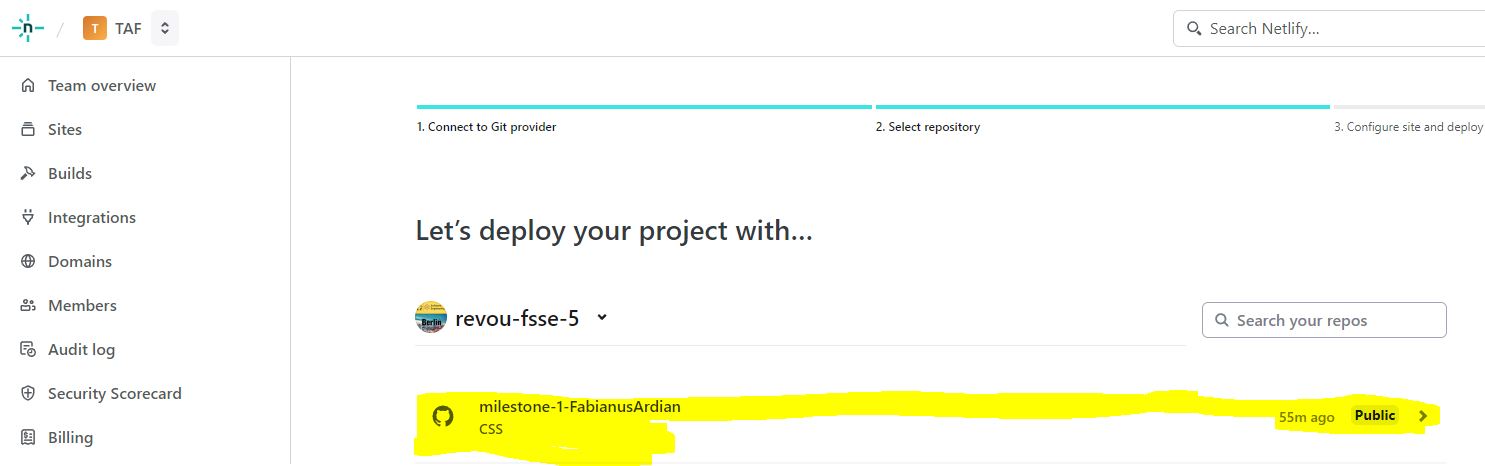 / T TAF
Search Netlify...
Team overview
Sites
Builds
Integrations
Domains
Members
Audit log
Security Scorecard
Billing
1. Connect to Git provider
2. Select repository
3. Configure site and deploy
Let’s deploy your project with…
Berlin
revou-fsse-5
Search your repos
milestone-1-FabianusArdian
CSS
55m ago
Public